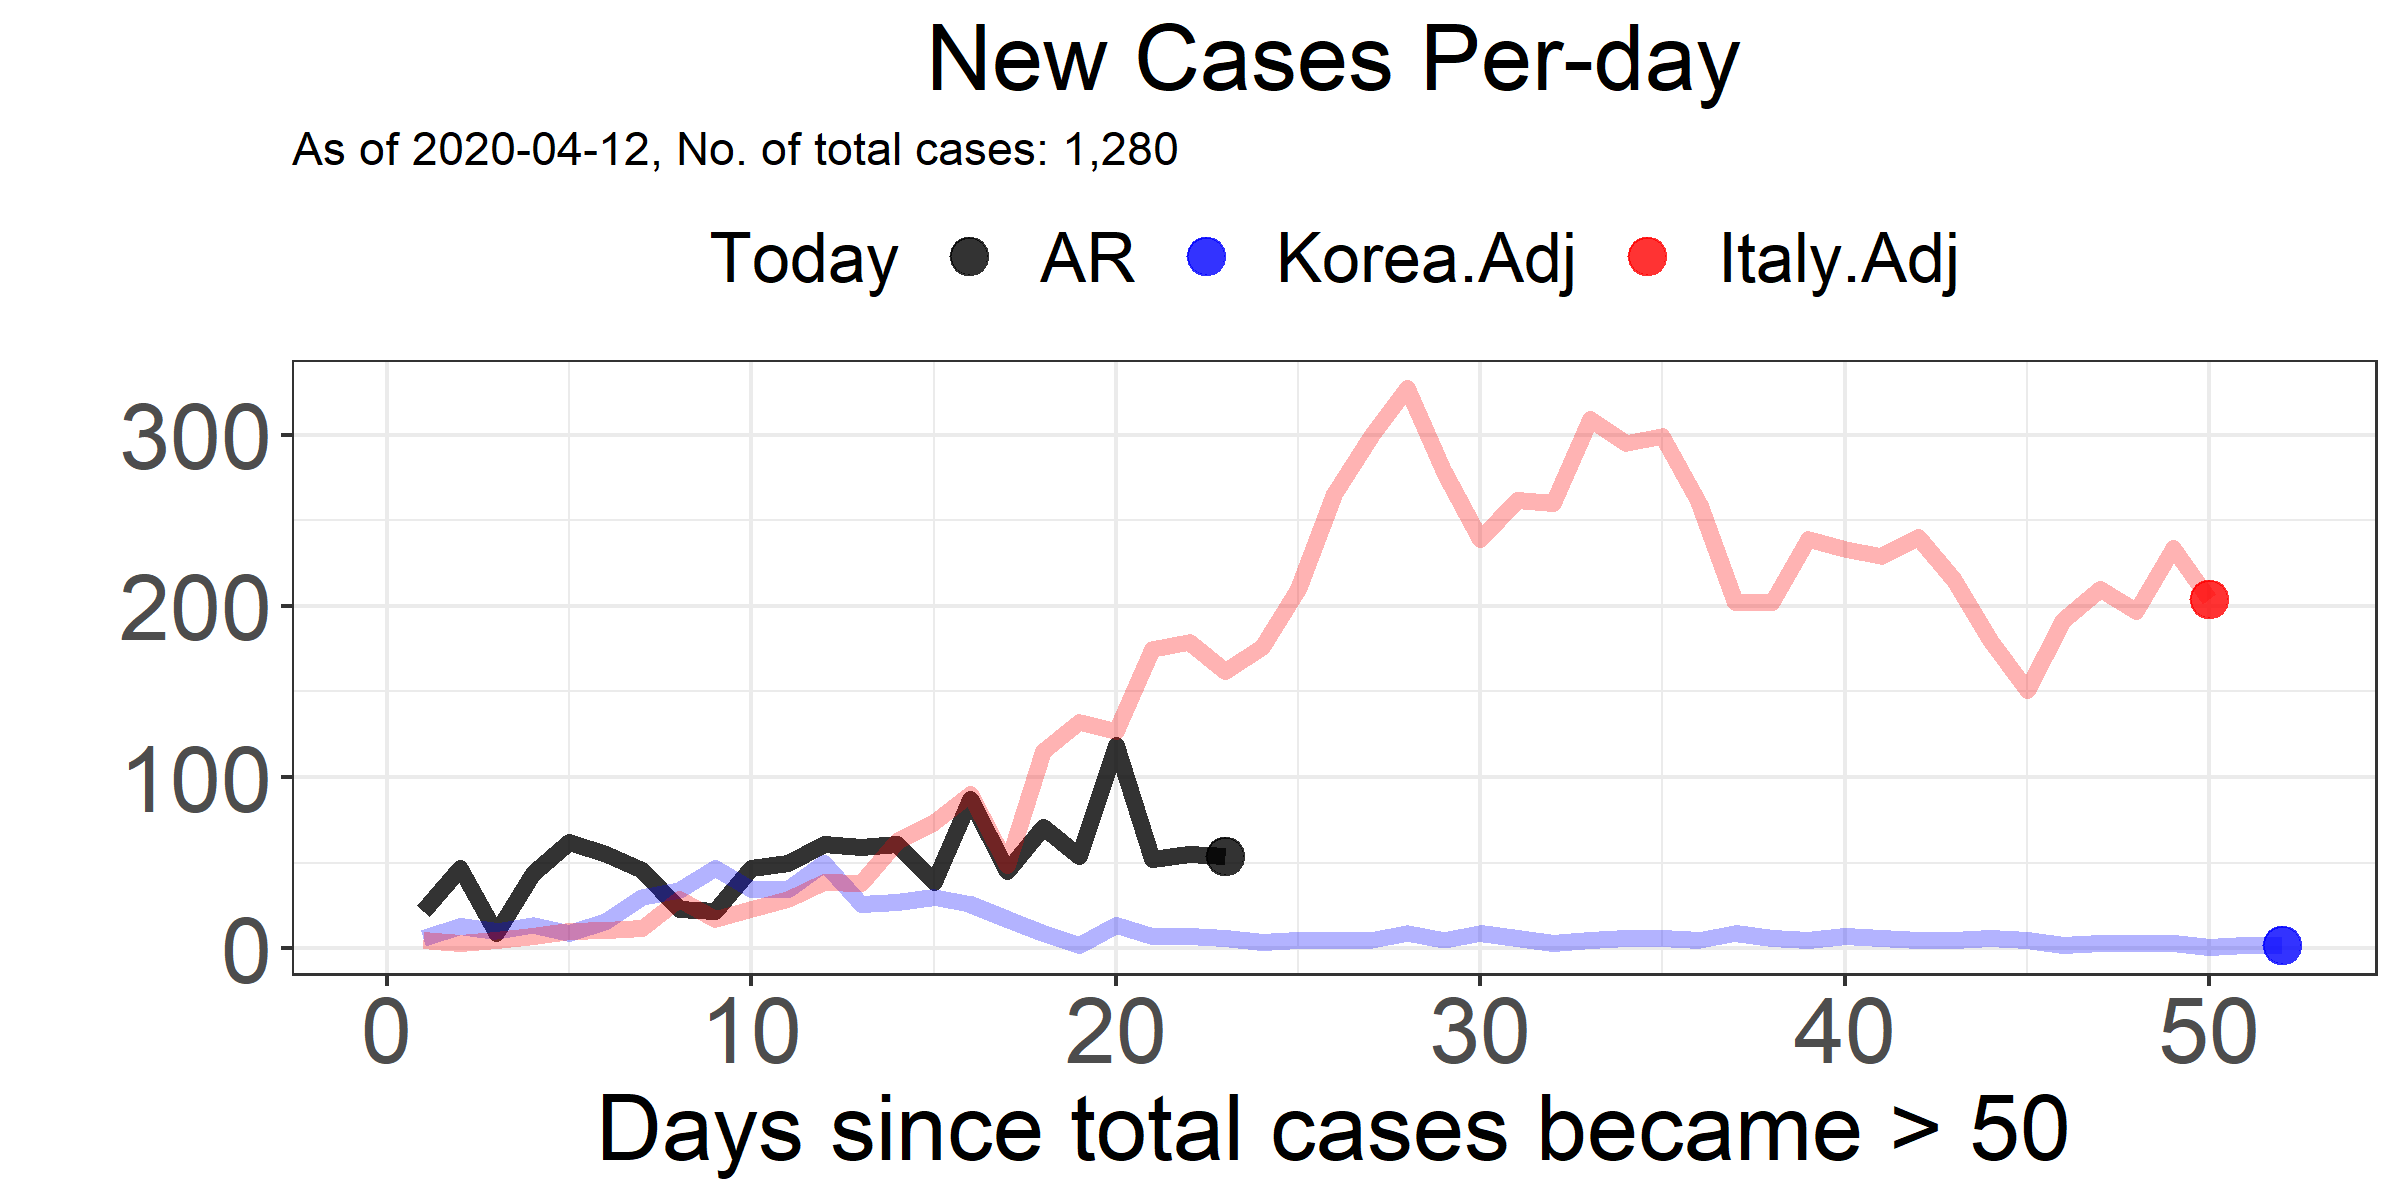 New Cases Per-day
As of 2020-04-12, No. of total cases: 1,280
Today AR Korea.Adj Italy.Adj
300
200
100
0
0 10 20 30 40 50
Days since total cases became > 50